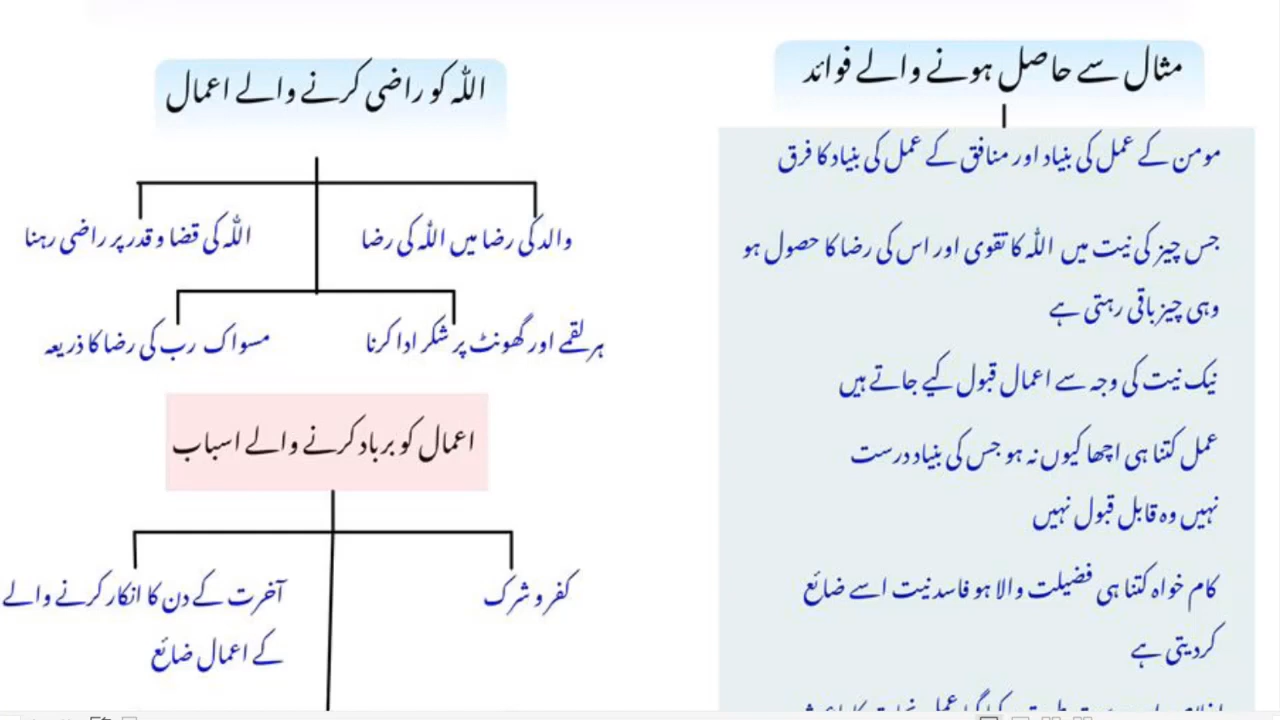 مثال سے حاصل ہونے والے فوائد
مومن کے عمل کی بنیاد اور منافق کے عمل کی بنیاد کا فرق
جس چیز کی نیت میں اللہ کا تقوی اور اس کی رضا کا حصول ہو
وہی چیز باقی رہتی ہے
نیک نیت کی وجہ سے اعمال قبول کیے جاتے ہیں
عمل کتنا ہی اچھا کیوں نہ ہو جس کی بنیاد درست
نہیں وہ قابل قبول نہیں
کام خواہ کتنا ہی فضیلت والا ہو فاسد نیت اسے ضائع
کر دیتی ہے
اللہ کو راضی کرنے والے اعمال
والد کی رضا میں اللہ کی رضا
اللہ کی قضا و قدر پر راضی رہنا
ہر لقمے اور گھونٹ پر شکر ادا کرنا
مسواک رب کی رضا کا ذریعہ
اعمال کو برباد کرنے والے اسباب
کفر و شرک
آخرت کے دن کا انکار کرنے والے
کے اعمال ضائع